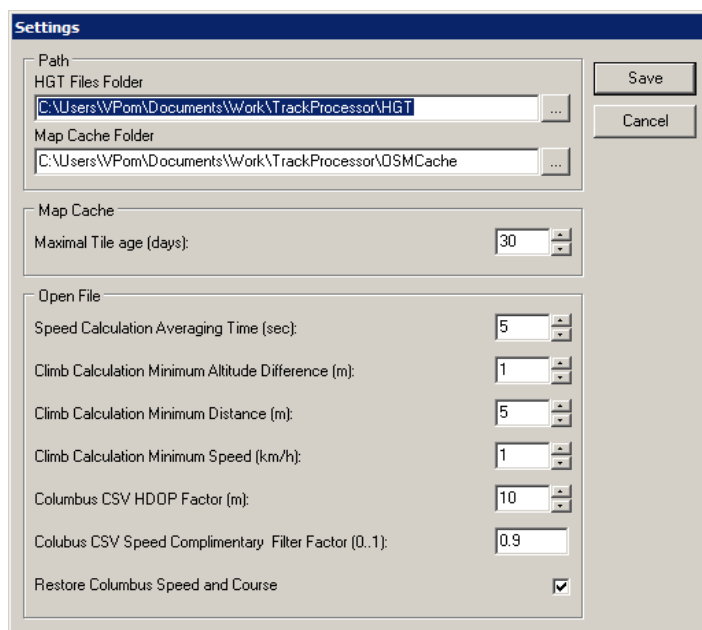 Settings
Path
HGT Files Folder
C:\Users\VPom\Documents\Work\TrackProcessor\HGT
...
Save
Map Cache Folder
C:\Users\VPom\Documents\Work\TrackProcessor\OSMCache
...
Cancel
Map Cache
Maximal Tile age (days): 30
Open File
Speed Calculation Averaging Time (sec): 5
Climb Calculation Minimum Altitude Difference (m): 1
Climb Calculation Minimum Distance (m): 5
Climb Calculation Minimum Speed (km/h): 1
Columbus CSV HDOP Factor (m): 10
Colubus CSV Speed Complimentary  Filter Factor (0..1): 0.9
Restore Columbus Speed and Course